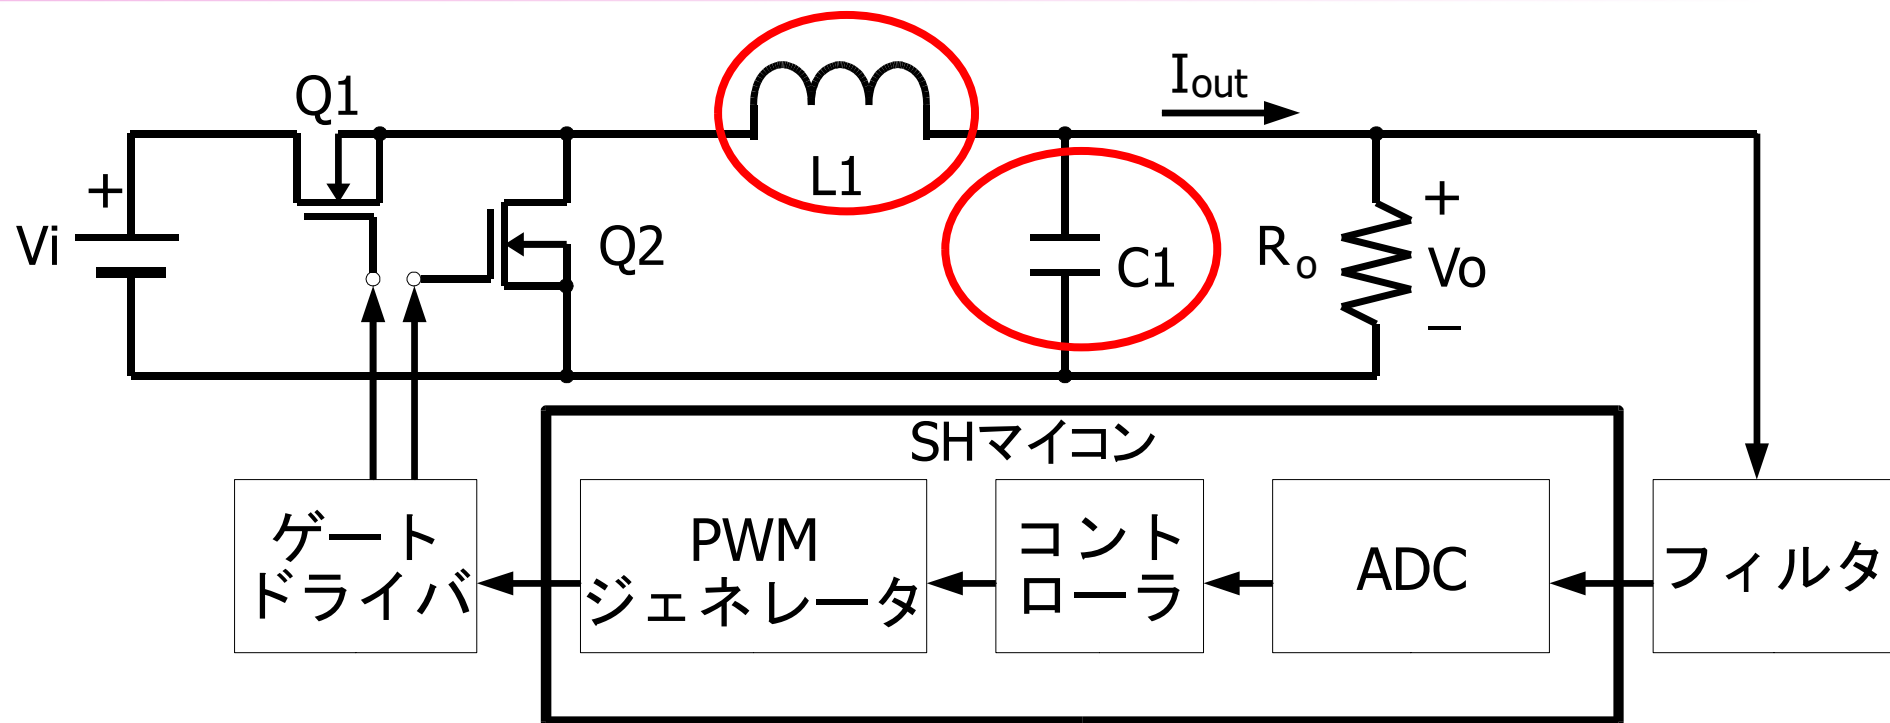 Q1
Iout
L1
+
Vi
Q2
C1
Ro
+
Vo
−
SHマイコン
ゲート
ドライバ
PWM
ジェネレータ
コント
ローラ
ADC
フィルタ